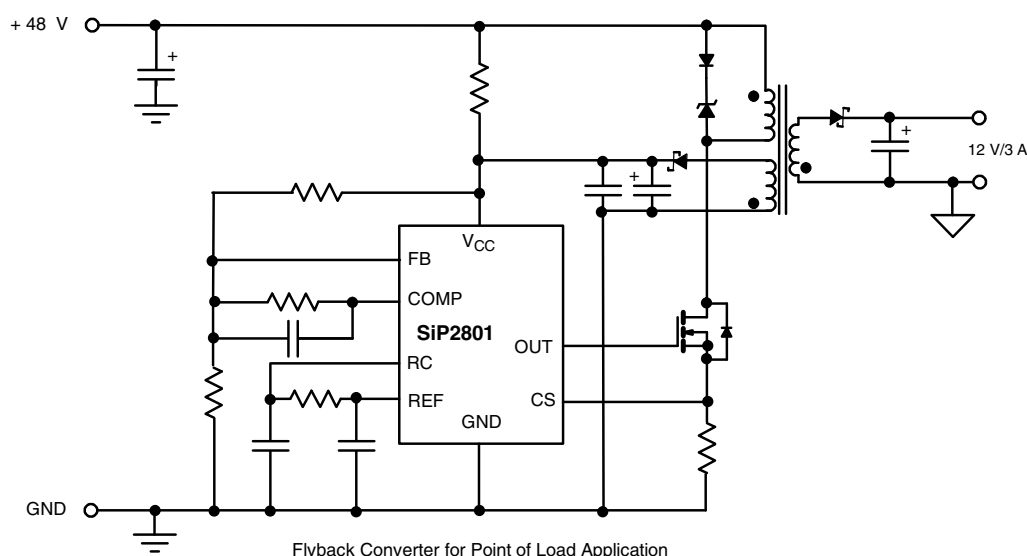 + 48 V
+
+
+
12 V/3 A
VCC
FB
COMP
SiP2801
OUT
RC
REF
CS
GND
GND
Flyback Converter for Point of Load Application